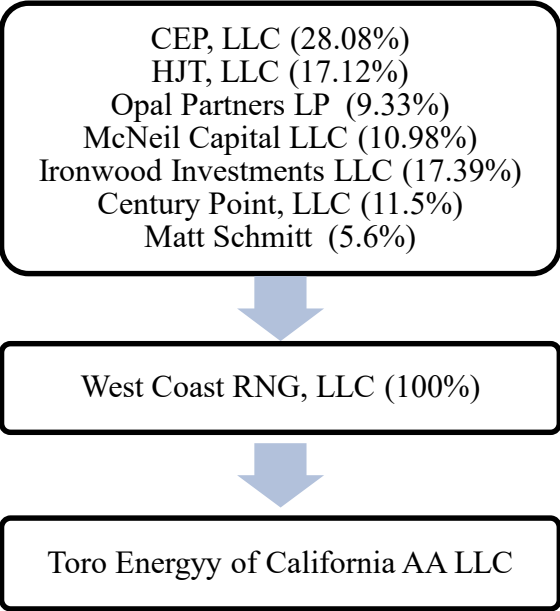 CEP, LLC (28.08%)
HJT, LLC (17.12%)
Opal Partners LP  (9.33%)
McNeil Capital LLC (10.98%)
Ironwood Investments LLC (17.39%)
Century Point, LLC (11.5%)
Matt Schmitt  (5.6%)
West Coast RNG, LLC (100%)
Toro Energyy of California AA LLC